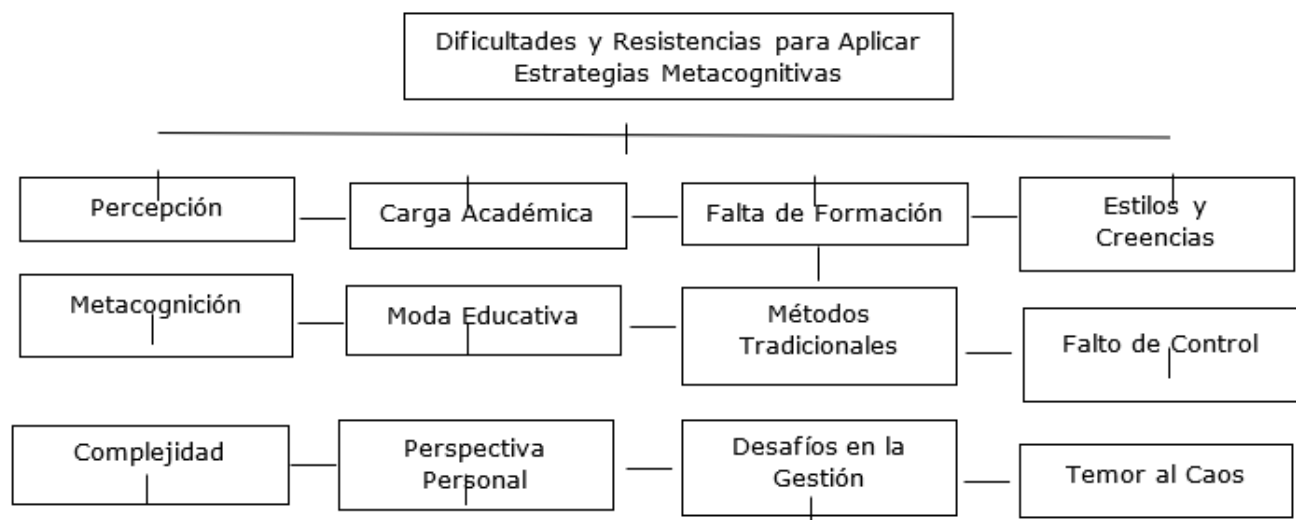 Dificultades y Resistencias para Aplicar
Estrategias Metacognitivas
Percepción
Carga Académica
Falta de Formación
Estilos y
Creencias
Metacognición
Moda Educativa
Métodos
Tradicionales
Falto de Control
Complejidad
Perspectiva
Personal
Desafíos en la
Gestión
Temor al Caos